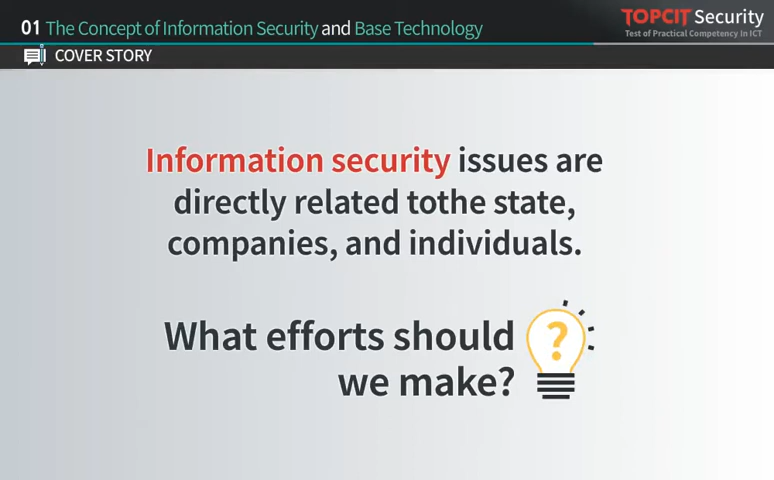 01 The Concept of Information Security and Base Technology
TOPCIT Security
Test of Practical Competency In ICT
COVER STORY
Information security issues are
directly related tothe state,
companies, and individuals.
What efforts should
we make?
?